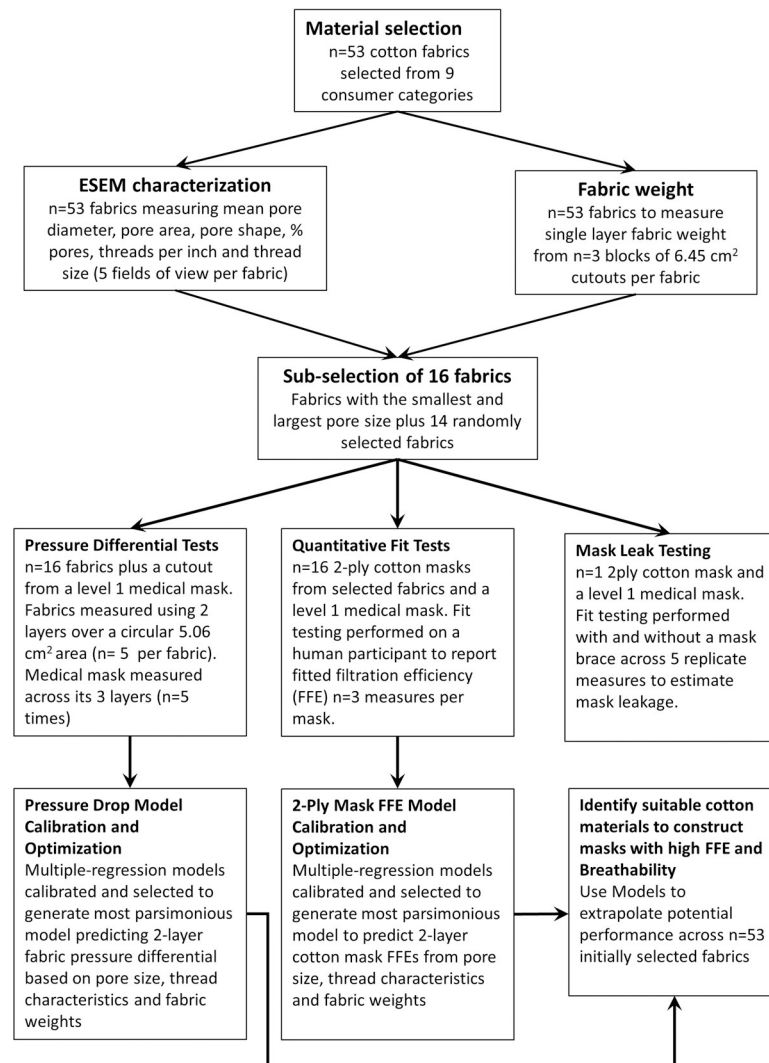 Material selection
n=53 cotton fabrics
selected from 9
consumer categories
ESEM characterization
n=53 fabrics measuring mean pore
diameter, pore area, pore shape, %
pores, threads per inch and thread
size (5 fields of view per fabric)
Fabric weight
n=53 fabrics to measure
single layer fabric weight
from n=3 blocks of 6.45 cm²
cutouts per fabric
Sub-selection of 16 fabrics
Fabrics with the smallest and
largest pore size plus 14 randomly
selected fabrics
Pressure Differential Tests
n=16 fabrics plus a cutout
from a level 1 medical mask.
Fabrics measured using 2
layers over a circular 5.06
cm² area (n= 5  per fabric).
Medical mask measured
across its 3 layers (n=5
times)
Quantitative Fit Tests
n=16 2-ply cotton masks
from selected fabrics and a
level 1 medical mask. Fit
testing performed on a
human participant to report
fitted filtration efficiency
(FFE) n=3 measures per
mask.
Mask Leak Testing
n=1 2ply cotton mask and
a level 1 medical mask.
Fit testing performed
with and without a mask
brace across 5 replicate
measures to estimate
mask leakage.
Pressure Drop Model
Calibration and
Optimization
Multiple-regression models
calibrated and selected to
generate most parsimonious
model predicting 2-layer
fabric pressure differential
based on pore size, thread
characteristics and fabric
weights
2-Ply Mask FFE Model
Calibration and
Optimization
Multiple-regression models
calibrated and selected to
generate most parsimonious
model to predict 2-layer
cotton mask FFEs from pore
size, thread characteristics
and fabric weights
Identify suitable cotton
materials to construct
masks with high FFE and
Breathability
Use Models to
extrapolate potential
performance across n=53
initially selected fabrics